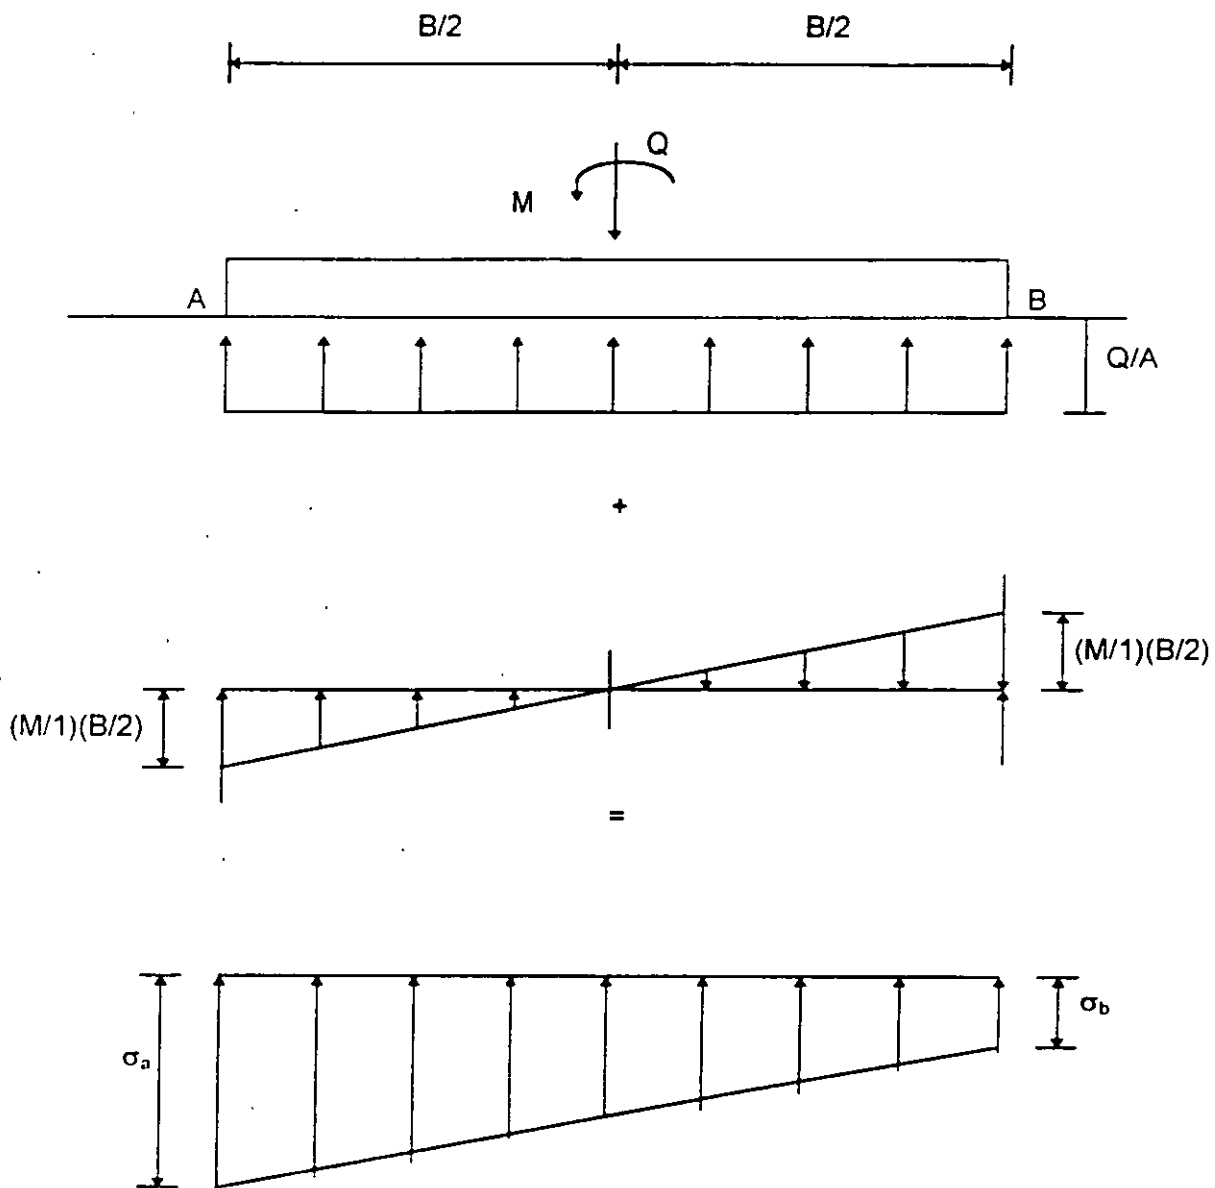 B/2
B/2
Q
M
A
B
Q/A
+
(M/1)(B/2)
(M/1)(B/2)
=
σa
σb